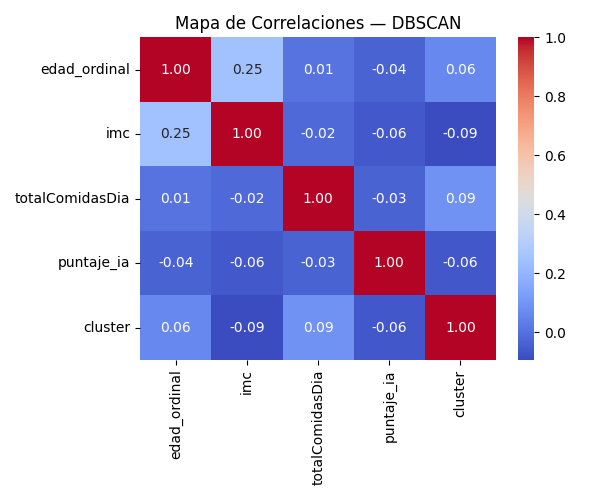 Mapa de Correlaciones — DBSCAN
edad_ordinal 1.00 0.25 0.01 -0.04 0.06
imc 0.25 1.00 -0.02 -0.06 -0.09
totalComidasDia 0.01 -0.02 1.00 -0.03 0.09
puntaje_ia -0.04 -0.06 -0.03 1.00 -0.06
cluster 0.06 -0.09 0.09 -0.06 1.00
edad_ordinal
imc
totalComidasDia
puntaje_ia
cluster
1.0
0.8
0.6
0.4
0.2
0.0